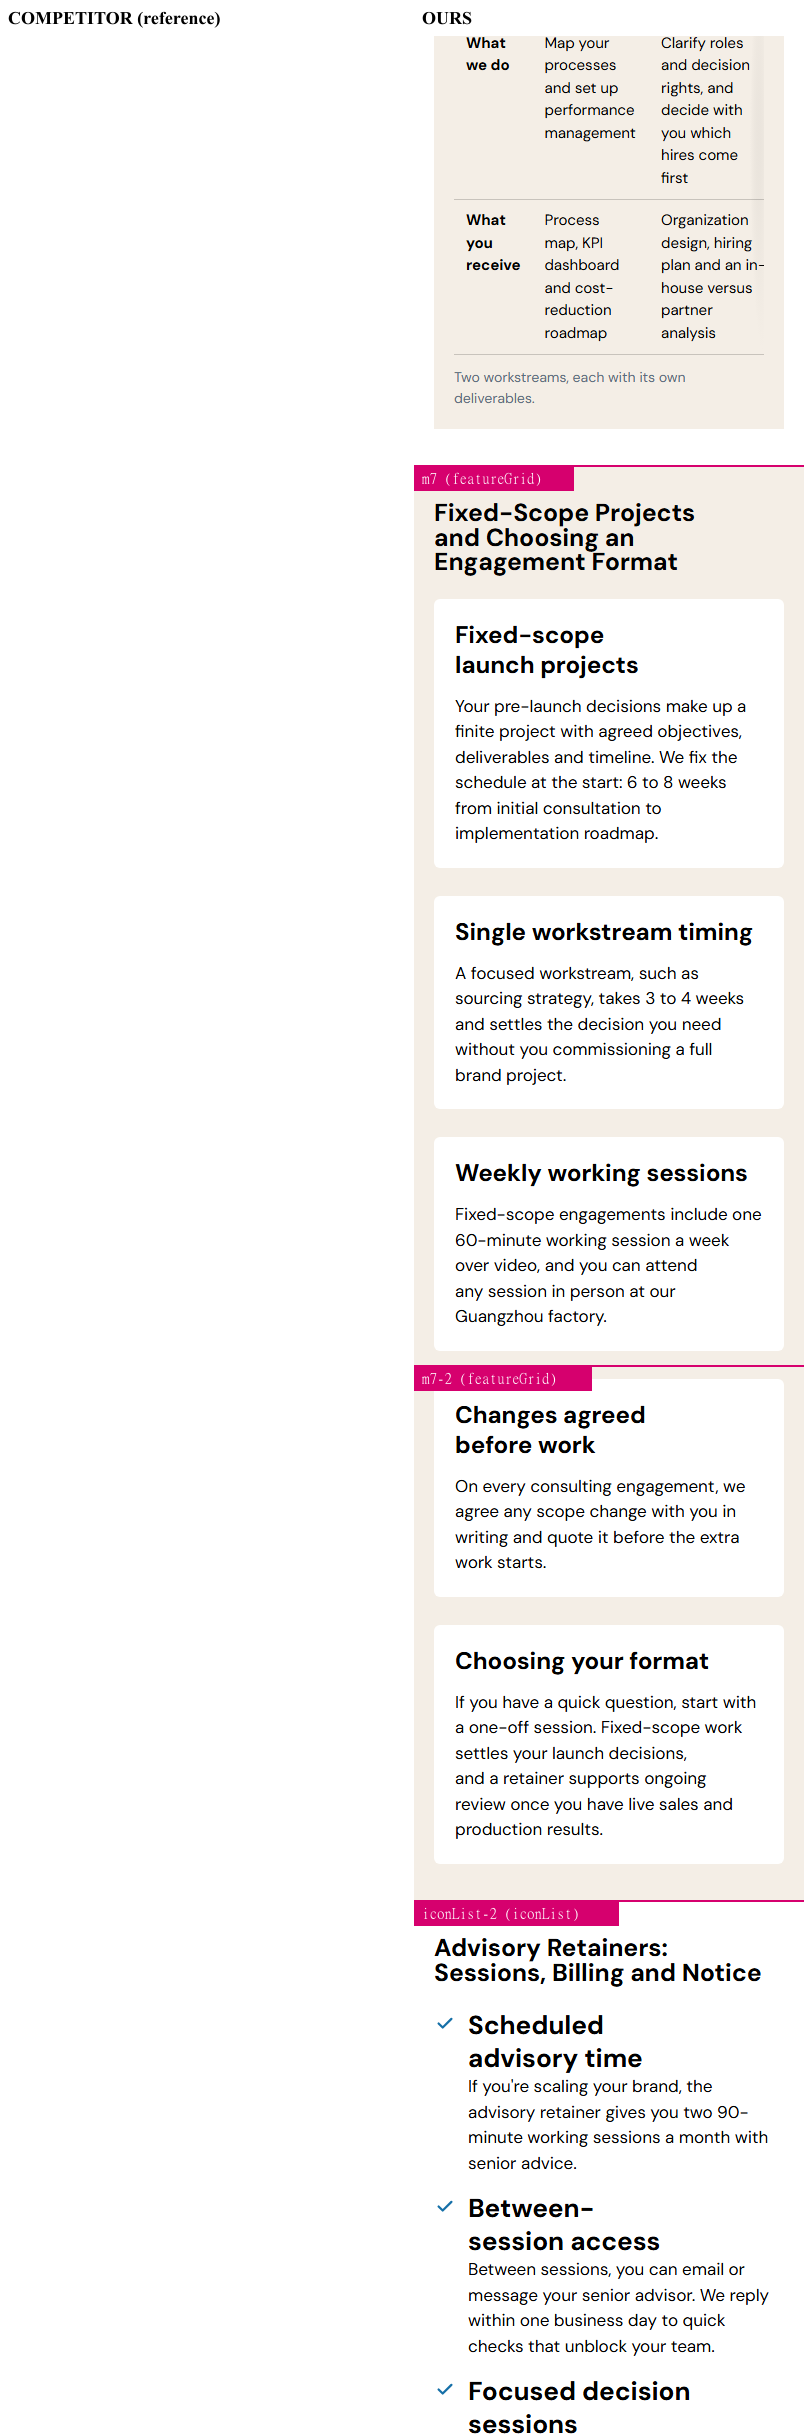 COMPETITOR (reference)
OURS
What we do
Map your processes and set up performance management
Clarify roles and decision rights, and decide with you which hires come first
What you receive
Process map, KPI dashboard and cost-reduction roadmap
Organization design, hiring plan and an in-house versus partner analysis
Two workstreams, each with its own
deliverables.
m7 (featureGrid)
Fixed-Scope Projects
and Choosing an
Engagement Format
Fixed-scope
launch projects
Your pre-launch decisions make up a
finite project with agreed objectives,
deliverables and timeline. We fix the
schedule at the start: 6 to 8 weeks
from initial consultation to
implementation roadmap.
Single workstream timing
A focused workstream, such as
sourcing strategy, takes 3 to 4 weeks
and settles the decision you need
without you commissioning a full
brand project.
Weekly working sessions
Fixed-scope engagements include one
60-minute working session a week
over video, and you can attend
any session in person at our
Guangzhou factory.
m7-2 (featureGrid)
Changes agreed
before work
On every consulting engagement, we
agree any scope change with you in
writing and quote it before the extra
work starts.
Choosing your format
If you have a quick question, start with
a one-off session. Fixed-scope work
settles your launch decisions,
and a retainer supports ongoing
review once you have live sales and
production results.
iconList-2 (iconList)
Advisory Retainers:
Sessions, Billing and Notice
Scheduled
advisory time
If you're scaling your brand, the
advisory retainer gives you two 90-
minute working sessions a month with
senior advice.
Between-
session access
Between sessions, you can email or
message your senior advisor. We reply
within one business day to quick
checks that unblock your team.
Focused decision
sessions